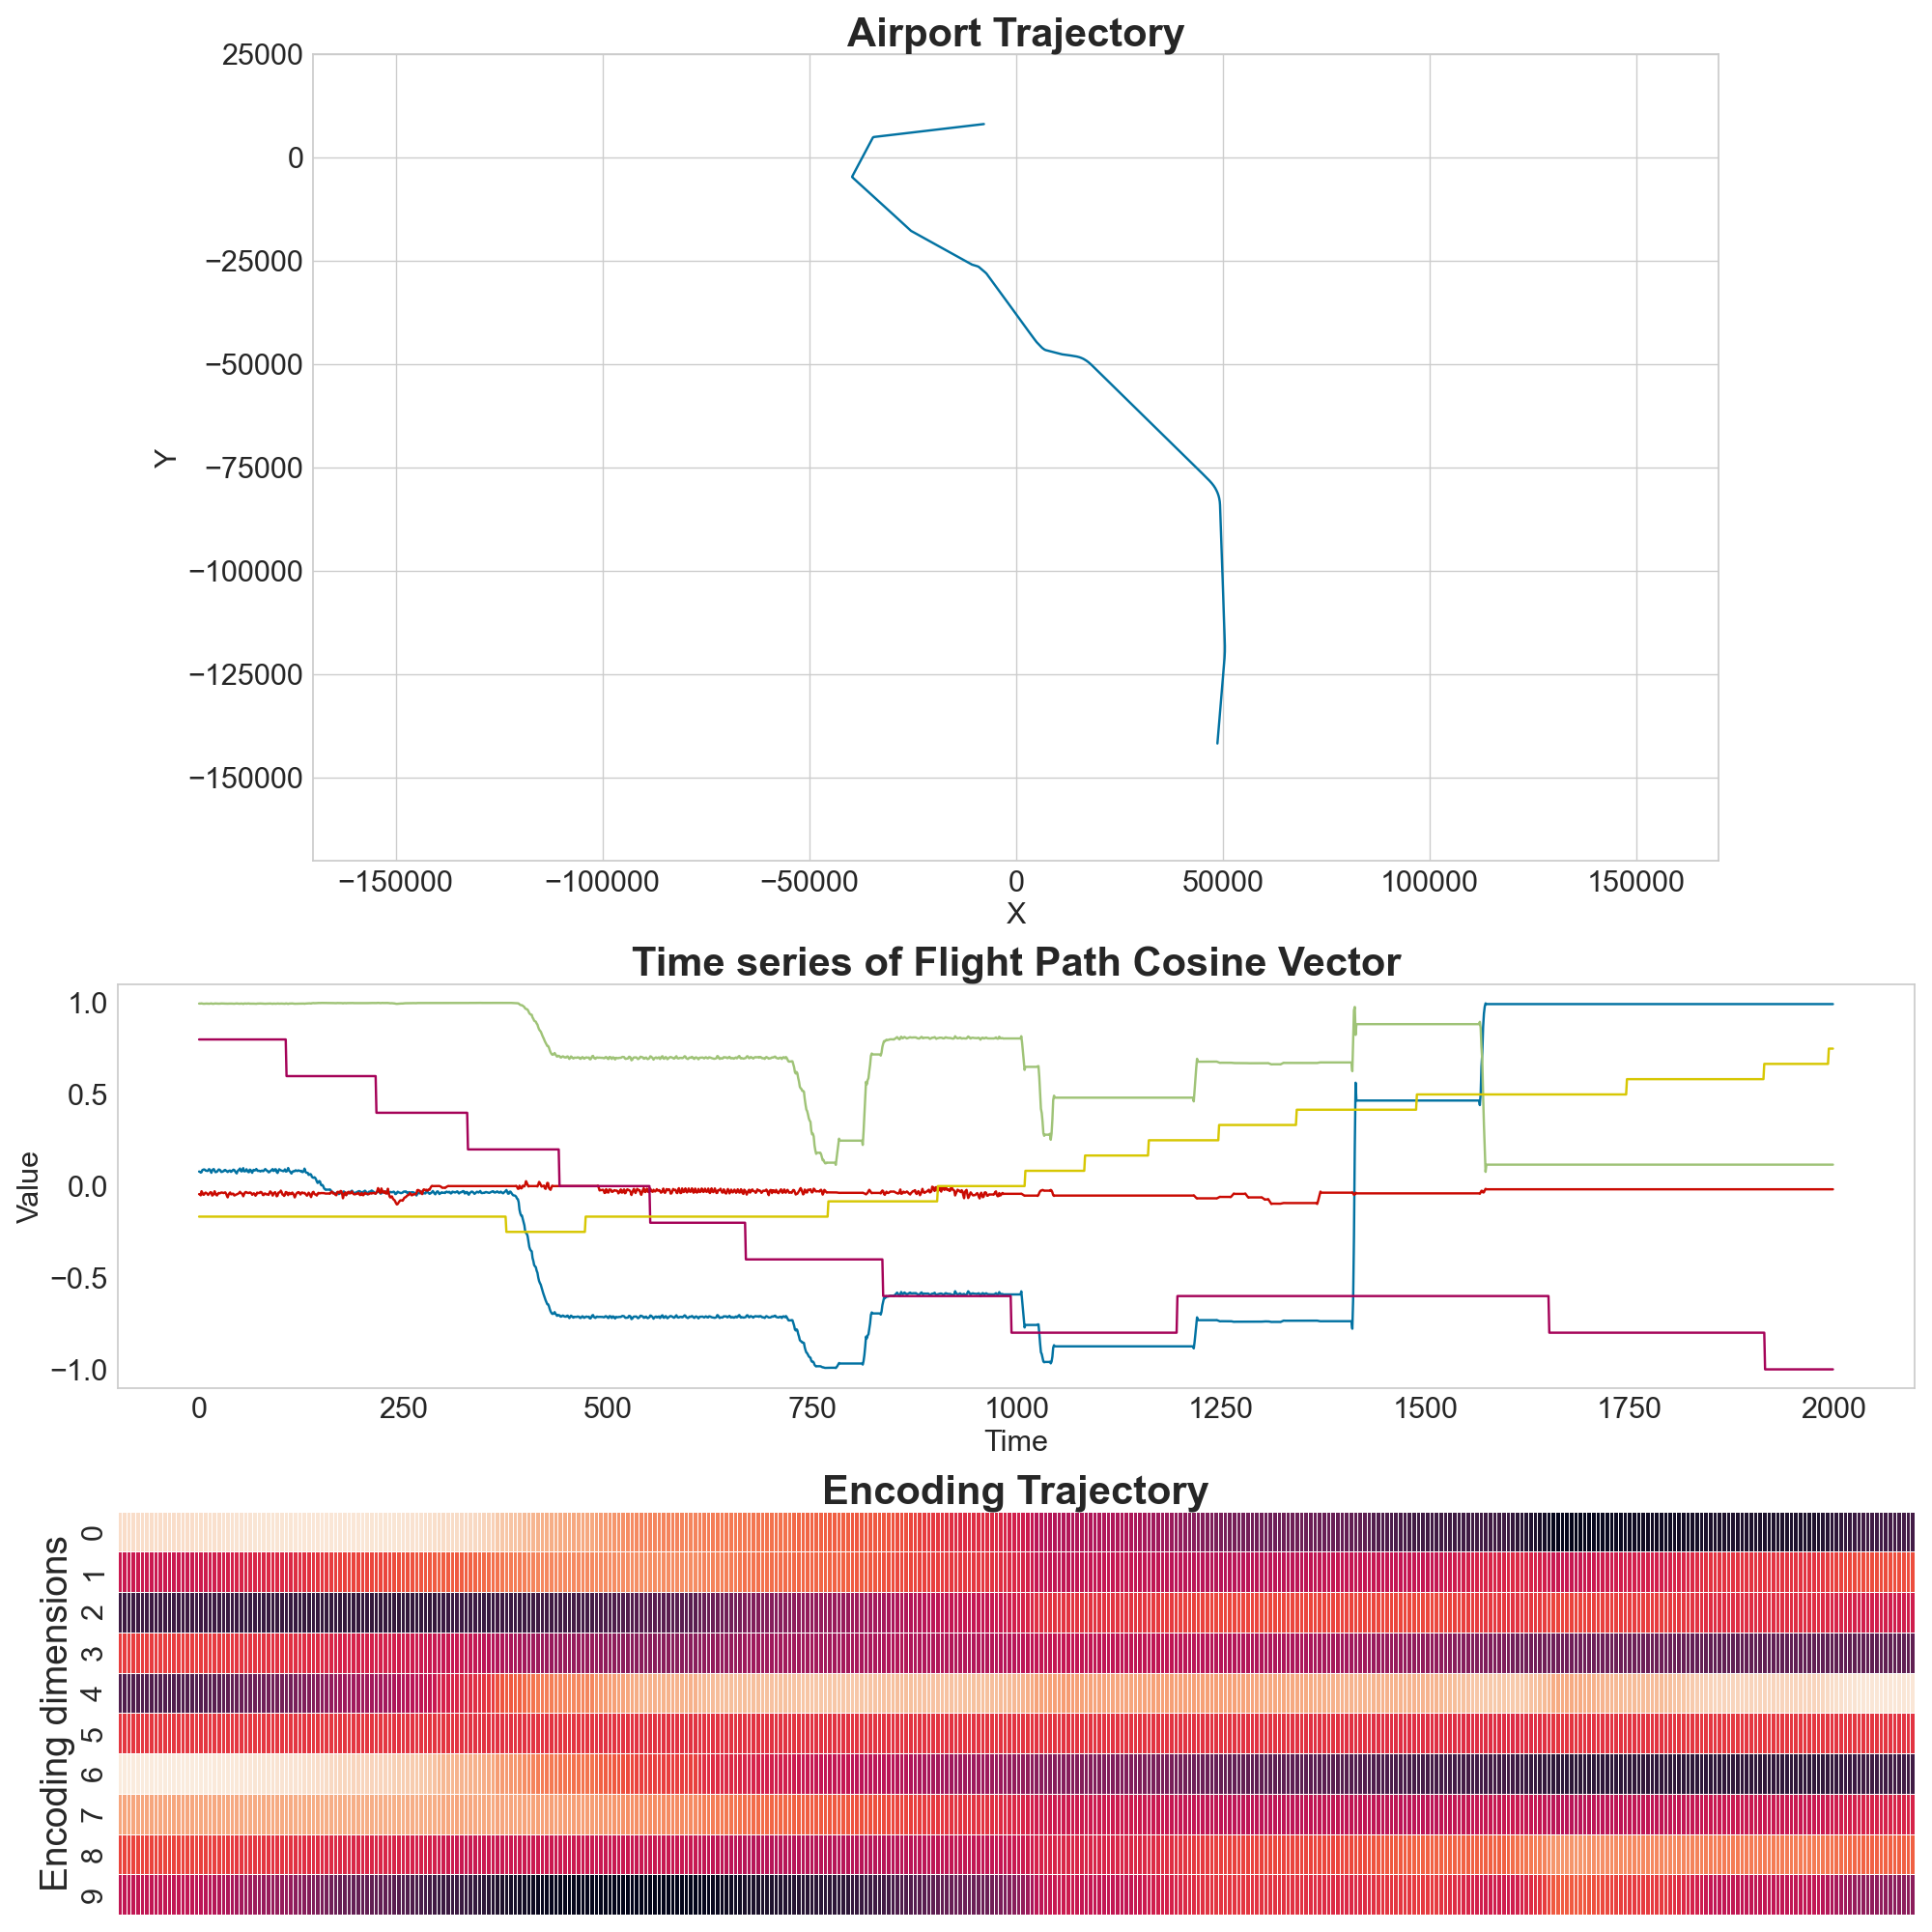 Airport Trajectory
25000
0
−25000
−50000
−75000
−100000
−125000
−150000
Y
−150000 −100000 −50000 0 50000 100000 150000
X
Time series of Flight Path Cosine Vector
1.0
0.5
0.0
−0.5
−1.0
Value
0 250 500 750 1000 1250 1500 1750 2000
Time
Encoding Trajectory
Encoding dimensions
0
1
2
3
4
5
6
7
8
9